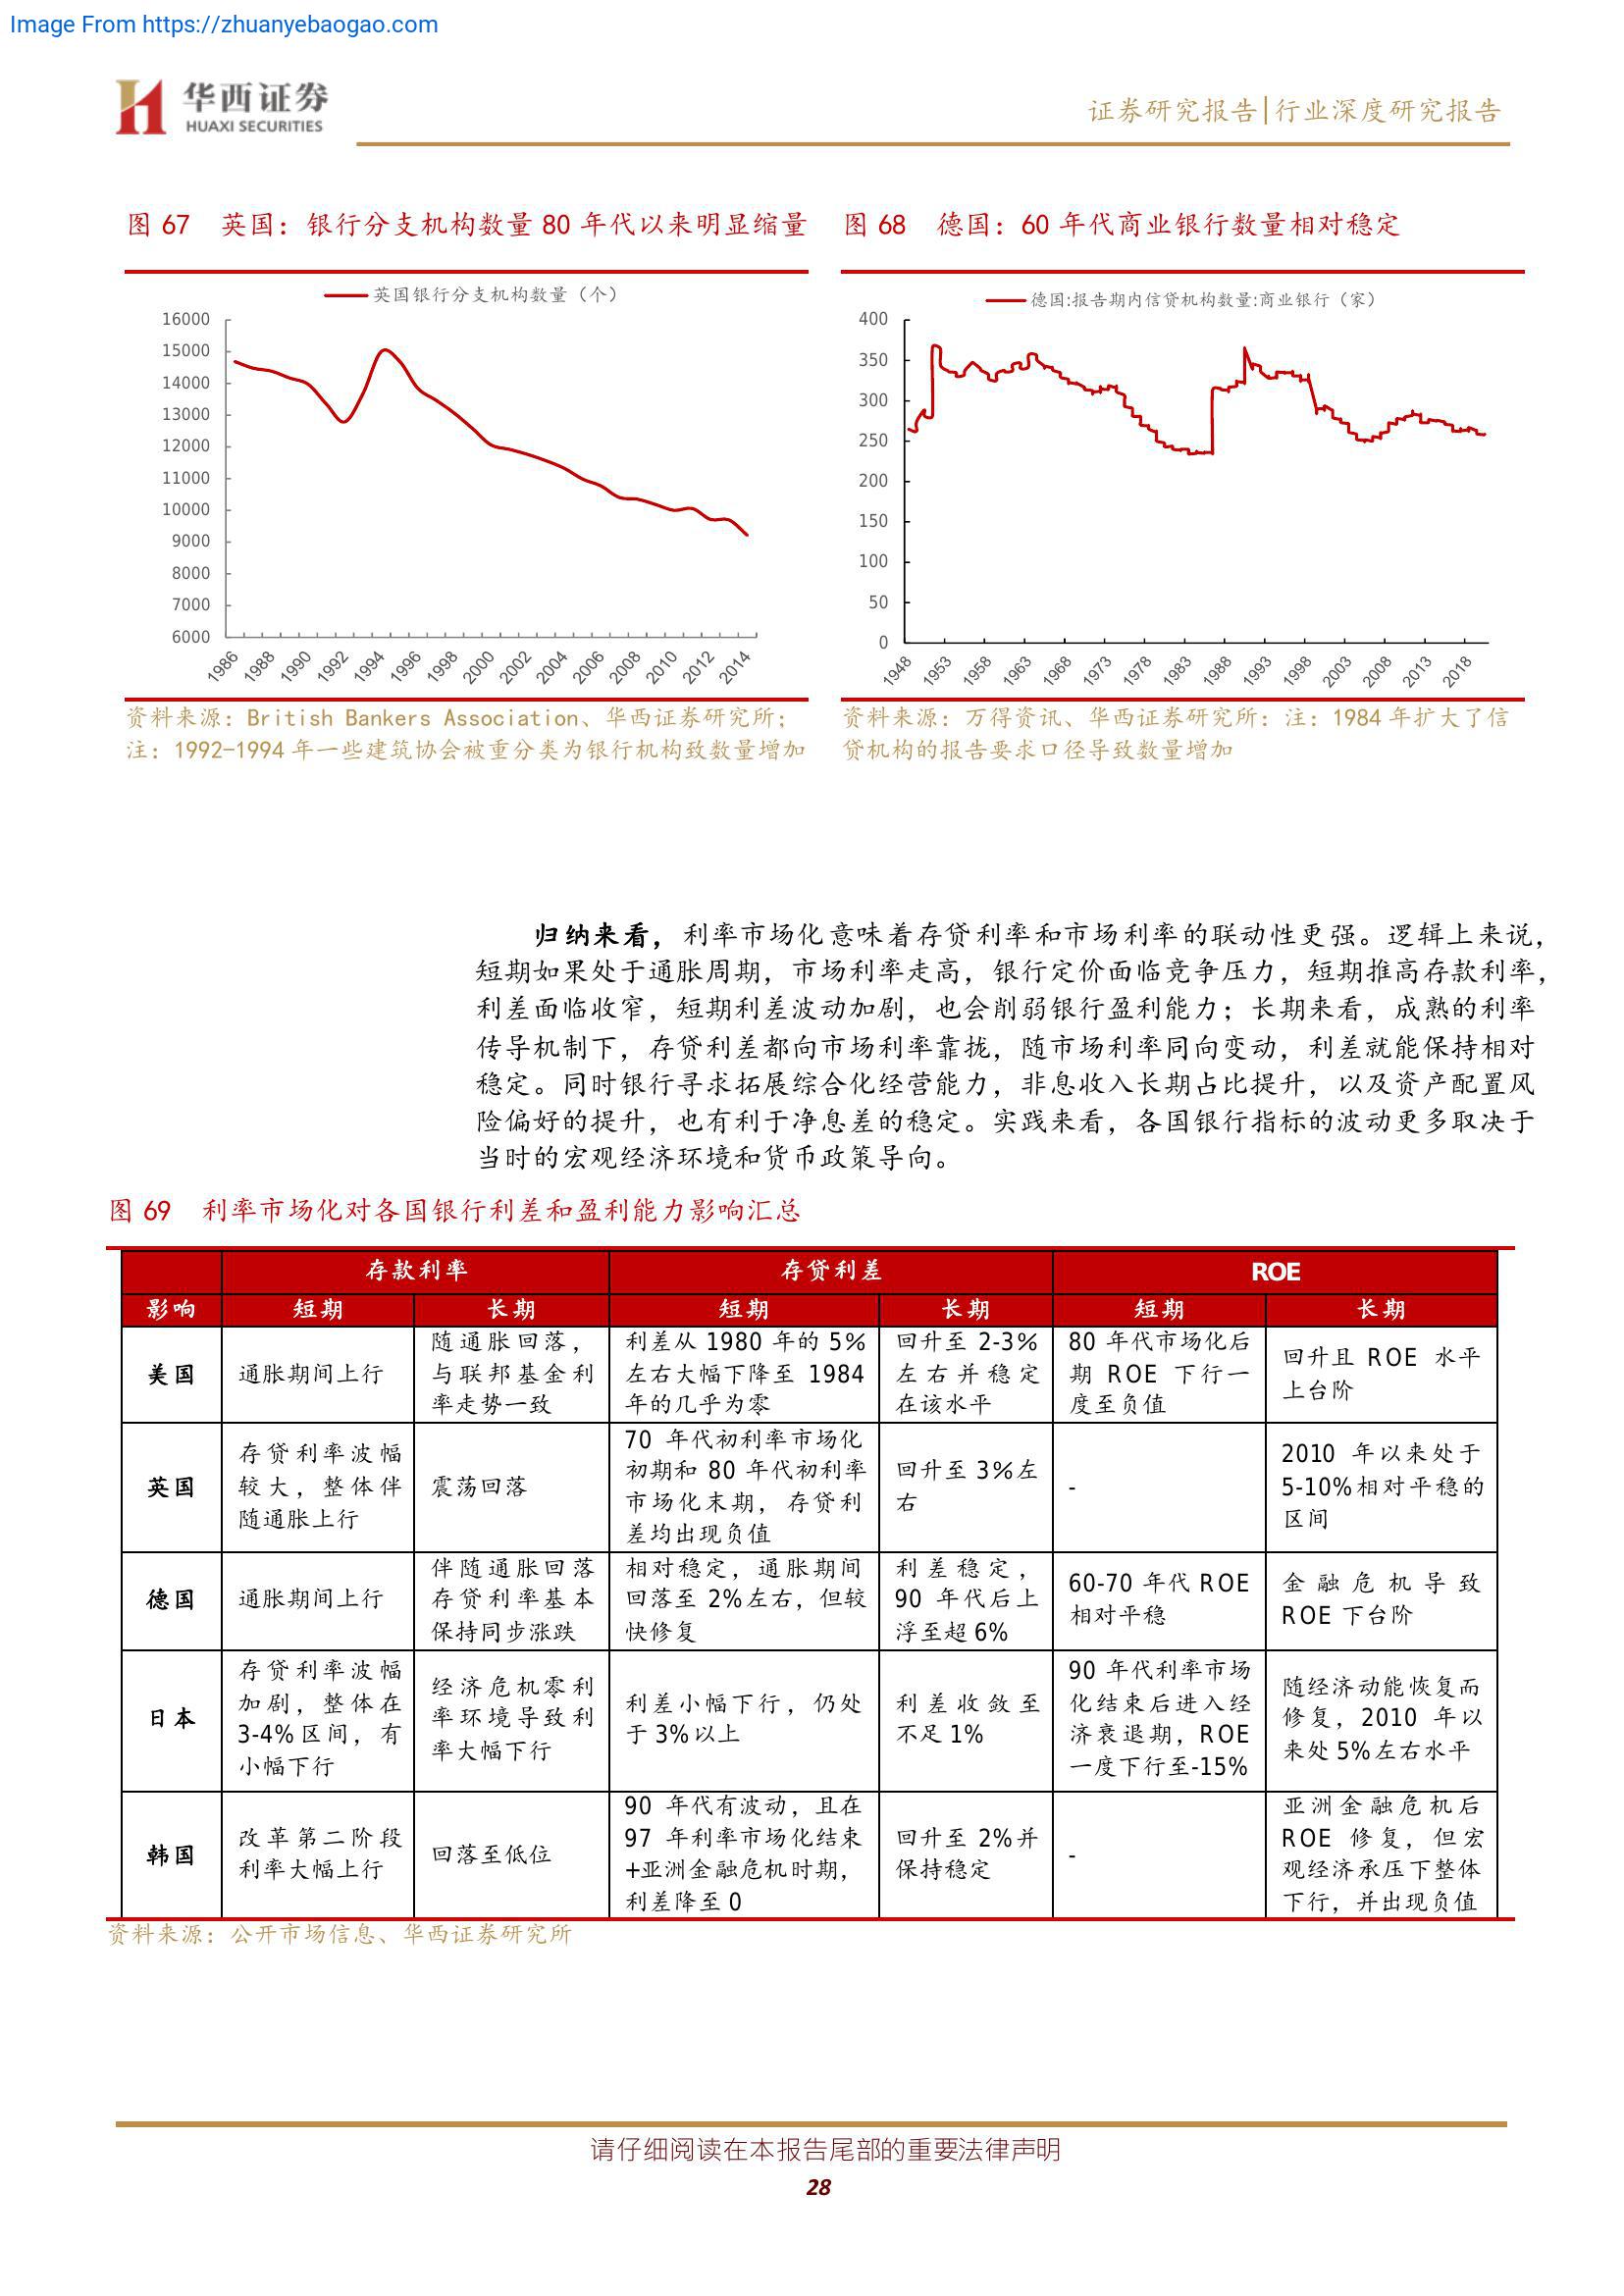 Image From https://zhuanyebaogao.com
华西证券
HUAXI SECURITIES
证券研究报告|行业深度研究报告
图 67 英国：银行分支机构数量 80 年代以来明显缩量
英国银行分支机构数量（个）
16000
15000
14000
13000
12000
11000
10000
9000
8000
7000
6000
1986 1988 1990 1992 1994 1996 1998 2000 2002 2004 2006 2008 2010 2012 2014
资料来源：British Bankers Association、华西证券研究所；
注：1992-1994 年一些建筑协会被重分类为银行机构致数量增加
图 68 德国：60 年代商业银行数量相对稳定
德国:报告期内信贷机构数量:商业银行（家）
400
350
300
250
200
150
100
50
0
1948 1953 1958 1963 1968 1973 1978 1983 1988 1993 1998 2003 2008 2013 2018
资料来源：万得资讯、华西证券研究所：注：1984 年扩大了信
贷机构的报告要求口径导致数量增加
归纳来看，利率市场化意味着存贷利率和市场利率的联动性更强。逻辑上来说，
短期如果处于通胀周期，市场利率走高，银行定价面临竞争压力，短期推高存款利率，
利差面临收窄，短期利差波动加剧，也会削弱银行盈利能力；长期来看，成熟的利率
传导机制下，存贷利差都向市场利率靠拢，随市场利率同向变动，利差就能保持相对
稳定。同时银行寻求拓展综合化经营能力，非息收入长期占比提升，以及资产配置风
险偏好的提升，也有利于净息差的稳定。实践来看，各国银行指标的波动更多取决于
当时的宏观经济环境和货币政策导向。
图 69 利率市场化对各国银行利差和盈利能力影响汇总
存款利率 存贷利差 ROE
影响 短期 长期 短期 长期 短期 长期
美国
通胀期间上行
随通胀回落，
与联邦基金利
率走势一致
利差从 1980 年的 5%
左右大幅下降至 1984
年的几乎为零
回升至 2-3%
左右并稳定
在该水平
80 年代市场化后
期 ROE 下行一
度至负值
回升且 ROE 水平
上台阶
英国
存贷利率波幅
较大，整体伴
随通胀上行
震荡回落
70 年代初利率市场化
初期和 80 年代初利率
市场化末期，存贷利
差均出现负值
回升至 3%左
右
-
2010 年以来处于
5-10%相对平稳的
区间
德国
通胀期间上行
伴随通胀回落
存贷利率基本
保持同步涨跌
相对稳定，通胀期间
回落至 2%左右，但较
快修复
利差稳定，
90 年代后上
浮至超 6%
60-70 年代 ROE
相对平稳
金融危机导致
ROE 下台阶
日本
存贷利率波幅
加剧，整体在
3-4%区间，有
小幅下行
经济危机零利
率环境导致利
率大幅下行
利差小幅下行，仍处
于 3%以上
利差收敛至
不足 1%
90 年代利率市场
化结束后进入经
济衰退期，ROE
一度下行至-15%
随经济动能恢复而
修复，2010 年以
来处 5%左右水平
韩国
改革第二阶段
利率大幅上行
回落至低位
90 年代有波动，且在
97 年利率市场化结束
+亚洲金融危机时期，
利差降至 0
回升至 2%并
保持稳定
-
亚洲金融危机后
ROE 修复，但宏
观经济承压下整体
下行，并出现负值
资料来源：公开市场信息、华西证券研究所
请仔细阅读在本报告尾部的重要法律声明
28